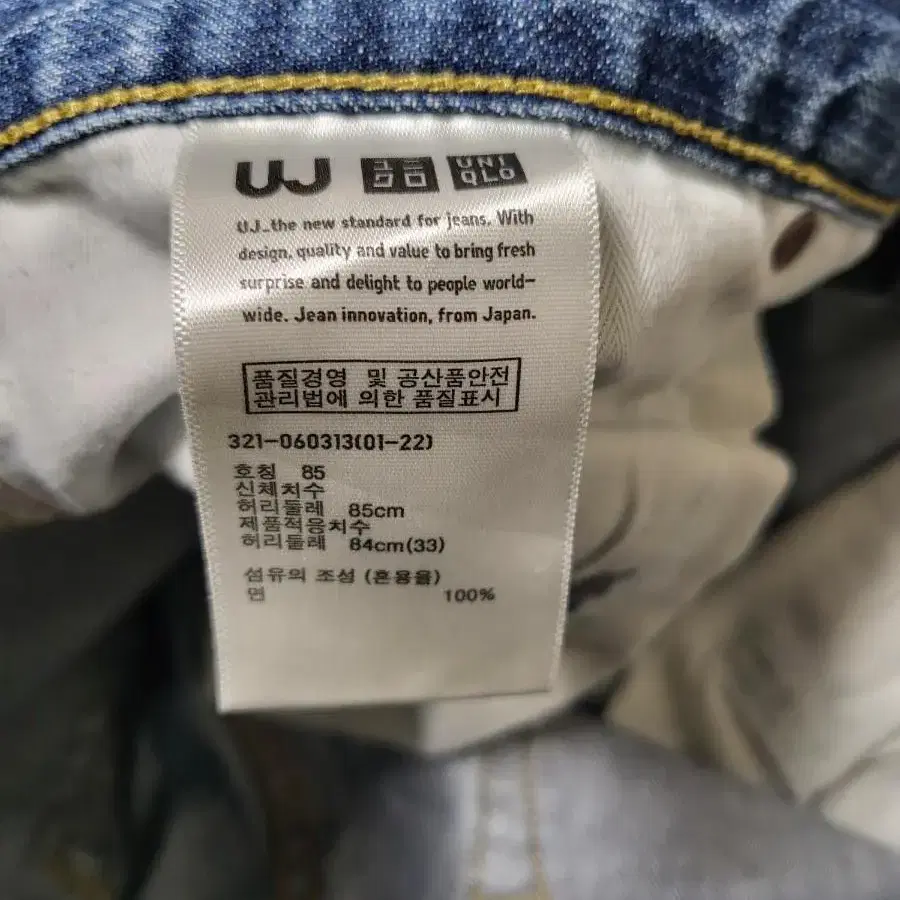 UJ ユニクロ UNI QLO
UJ_the new standard for jeans. With
design, quality and value to bring fresh
surprise and delight to people world-
wide. Jean innovation, from Japan.
품질경영 및 공산품안전
관리법에 의한 품질표시
321-060313(01-22)
호칭 85
신체치수
허리둘레 85cm
제품적응치수
허리둘레 84cm(33)
섬유의 조성 (혼용율)
면 100%